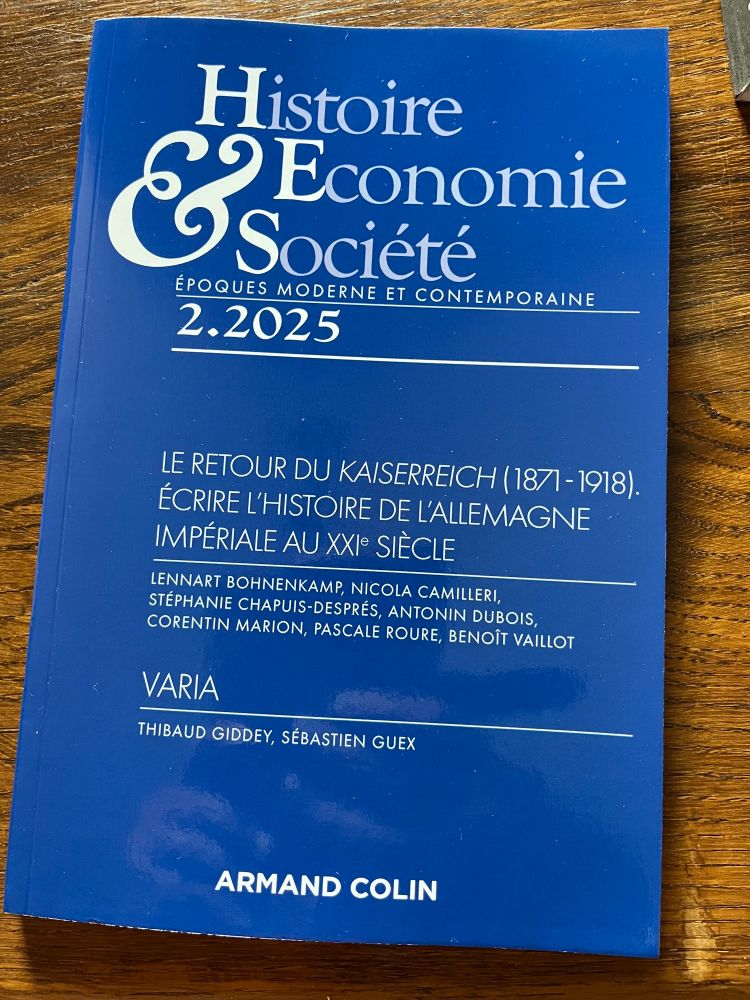 Histoire
& Economie
Société
ÉPOQUES MODERNE ET CONTEMPORAINE
2.2025
LE RETOUR DU KAISERREICH (1871-1918).
ÉCRIRE L'HISTOIRE DE L'ALLEMAGNE
IMPÉRIALE AU XXIe SIÈCLE
LENNART BOHNENKAMP, NICOLA CAMILLERI,
STÉPHANIE CHAPUIS-DESPRÉS, ANTONIN DUBOIS,
CORENTIN MARION, PASCALE ROURE, BENOÎT VAILLOT
VARIA
THIBAUD GIDDEY, SÉBASTIEN GUEX
ARMAND COLIN